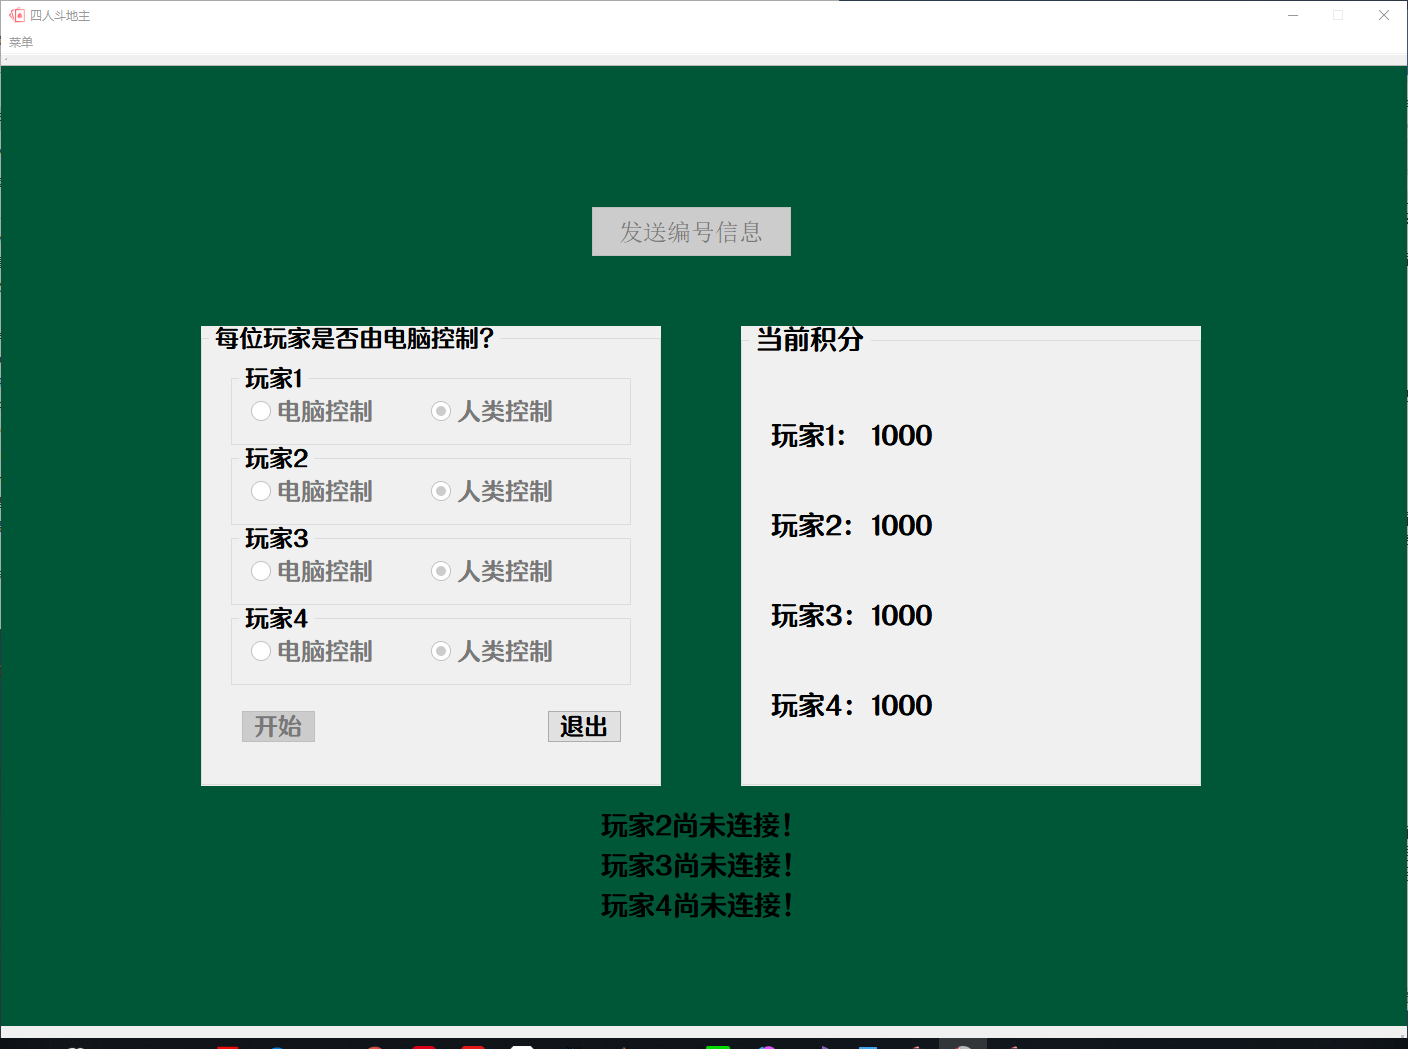 四人斗地主
菜单
发送编号信息
每位玩家是否由电脑控制?
玩家1
电脑控制 人类控制
玩家2
电脑控制 人类控制
玩家3
电脑控制 人类控制
玩家4
电脑控制 人类控制
开始 退出
当前积分
玩家1： 1000
玩家2：1000
玩家3：1000
玩家4：1000
玩家2尚未连接！
玩家3尚未连接！
玩家4尚未连接！